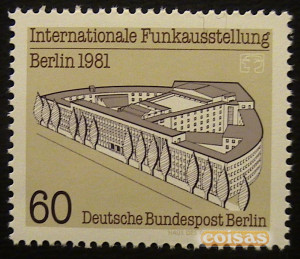 Internationale Funkausstellung
Berlin 1981
60 Deutsche Bundespost Berlin
coisas